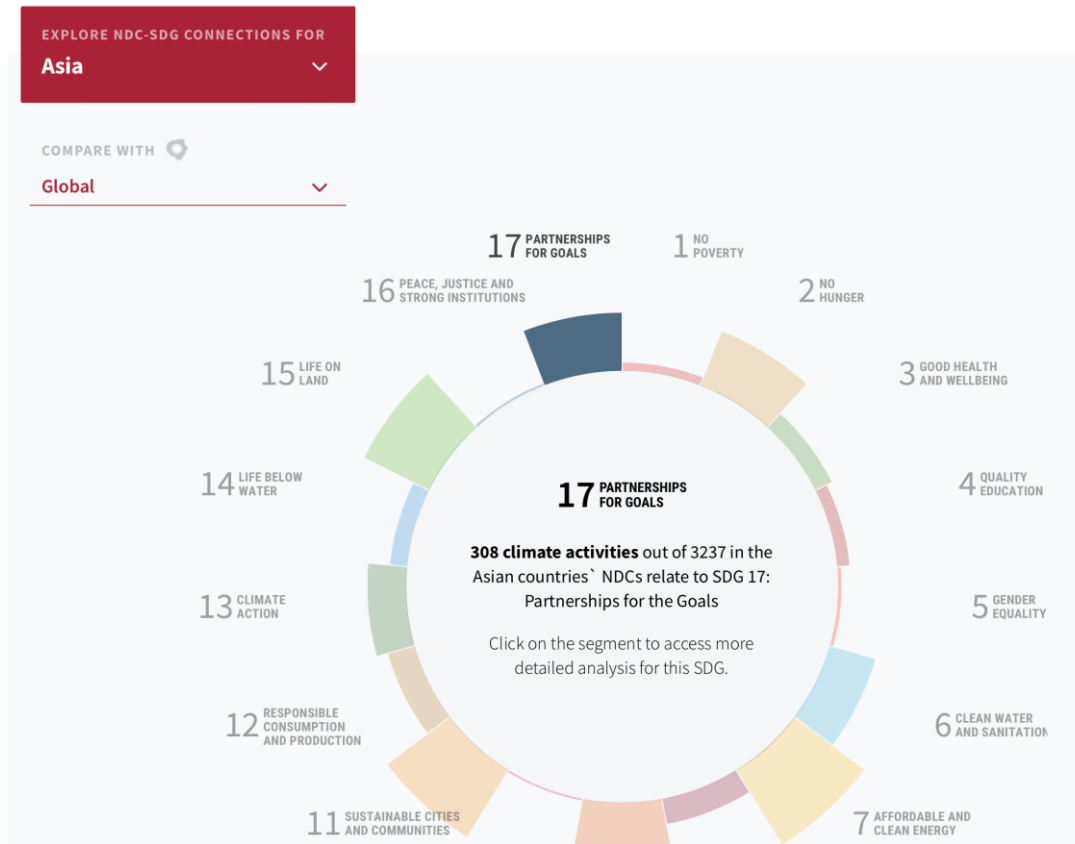 EXPLORE NDC-SDG CONNECTIONS FOR
Asia
COMPARE WITH
Global
17 PARTNERSHIPS
FOR GOALS
1 NO
POVERTY
16 PEACE, JUSTICE AND
STRONG INSTITUTIONS
2 NO
HUNGER
15 LIFE ON
LAND
3 GOOD HEALTH
AND WELLBEING
14 LIFE BELOW
WATER
4 QUALITY
EDUCATION
17 PARTNERSHIPS
FOR GOALS
308 climate activities out of 3237 in the
Asian countries` NDCs relate to SDG 17:
Partnerships for the Goals
Click on the segment to access more
detailed analysis for this SDG.
13 CLIMATE
ACTION
5 GENDER
EQUALITY
12 RESPONSIBLE
CONSUMPTION
AND PRODUCTION
6 CLEAN WATER
AND SANITATION
11 SUSTAINABLE CITIES
AND COMMUNITIES
7 AFFORDABLE AND
CLEAN ENERGY